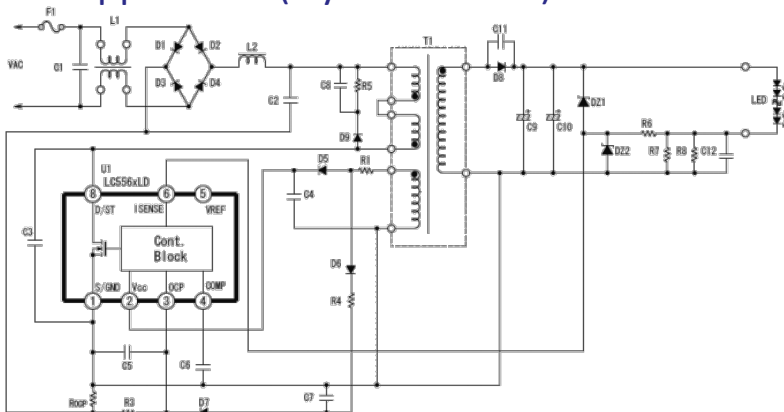 F1
L1
VAC
C1
D1
D2
D3
D4
L2
C2
C8
R5
D9
T1
C11
D8
C9
C10
DZ1
DZ2
R6
R7
R8
C12
LED
U1
LC556xLD
8
6
5
D/ST
ISENSE
VREF
Cont.
Block
S/GND
Vcc
OCP
COMP
1
2
3
4
C3
D5
R1
C4
D6
R4
C5
C6
ROCP
R3
D7
C7